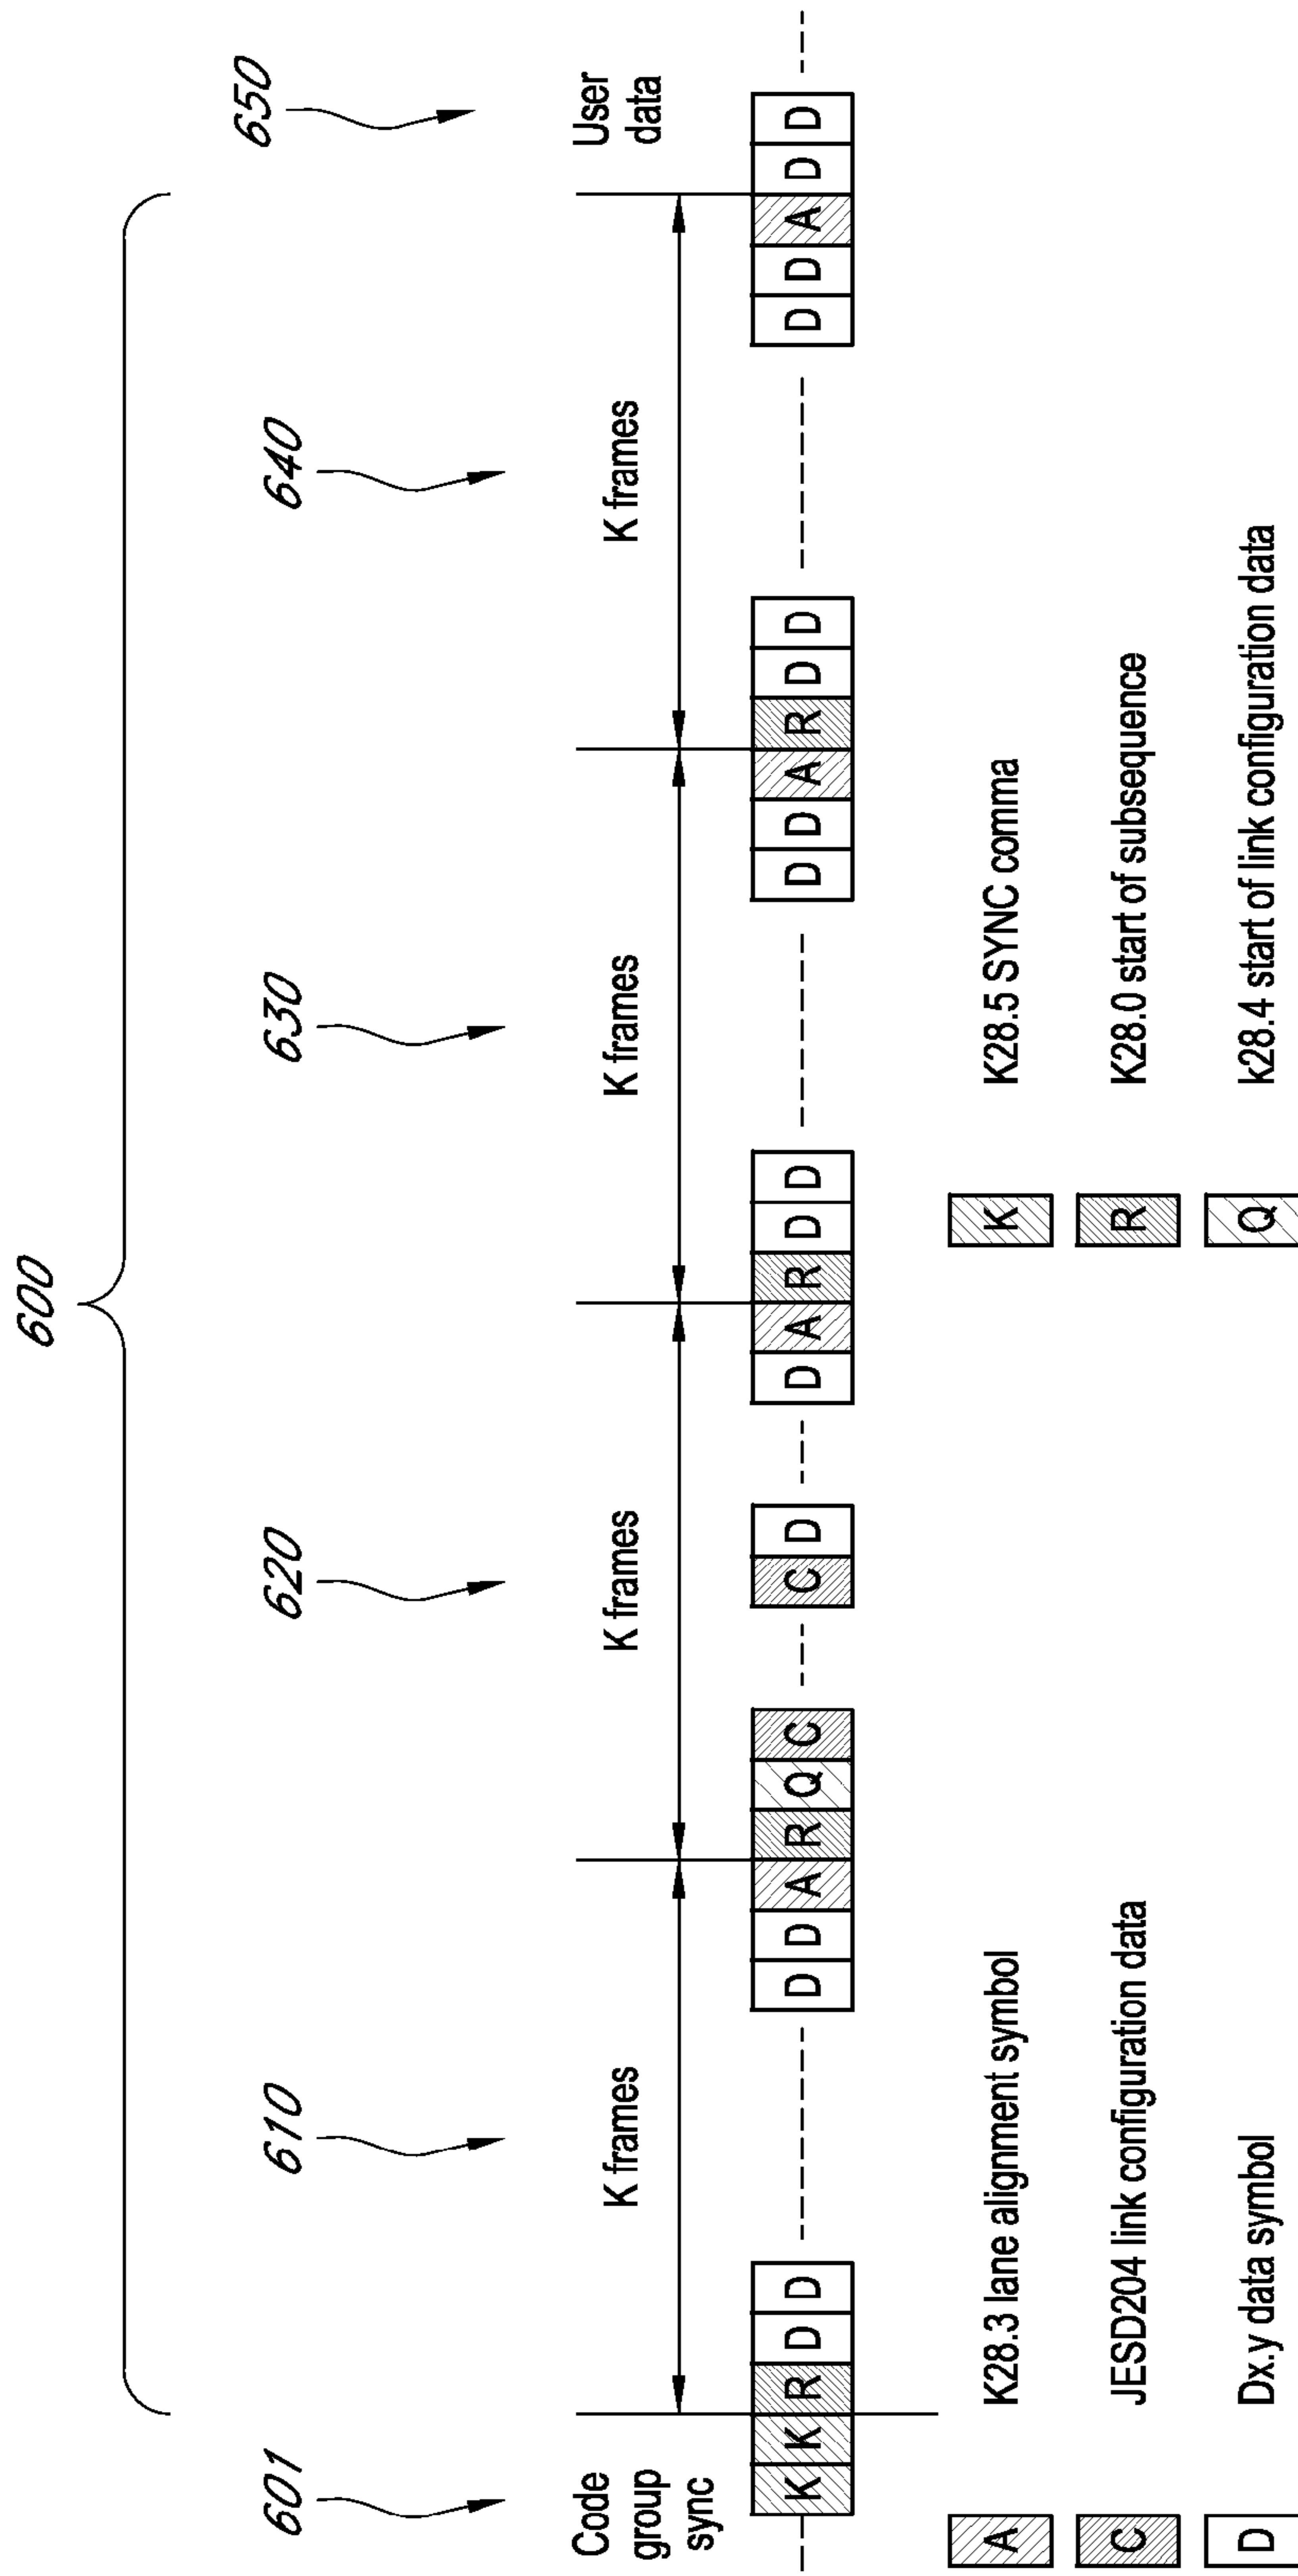 600
601
610
620
630
640
650
Code
group
sync
K frames
K frames
K frames
K frames
User
data
K K R D D
D D A R Q C
C D
D A R D D
D D A R D D
D D A D D
A K28.3 lane alignment symbol
K K28.5 SYNC comma
C JESD204 link configuration data
R K28.0 start of subsequence
D Dx.y data symbol
Q k28.4 start of link configuration data